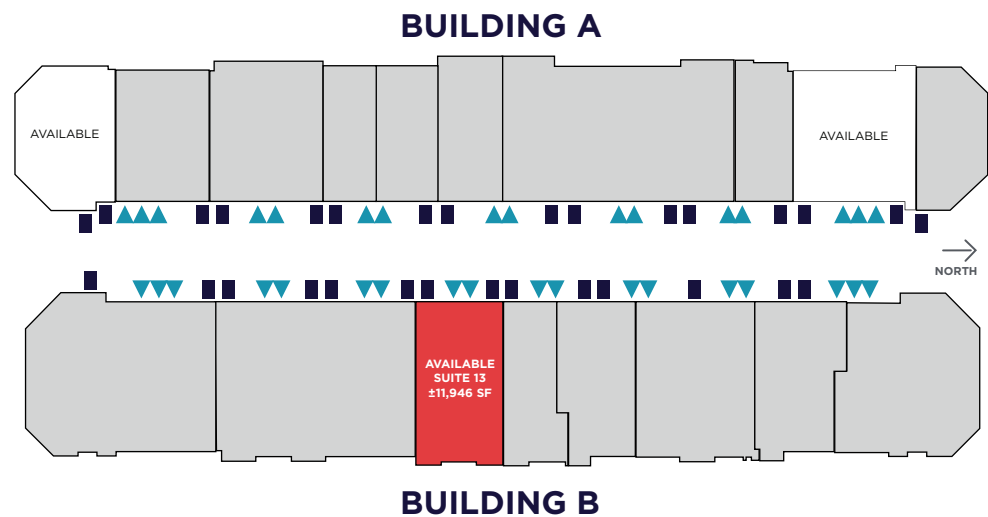 BUILDING A
AVAILABLE
AVAILABLE
NORTH
AVAILABLE
SUITE 13
±11,946 SF
BUILDING B